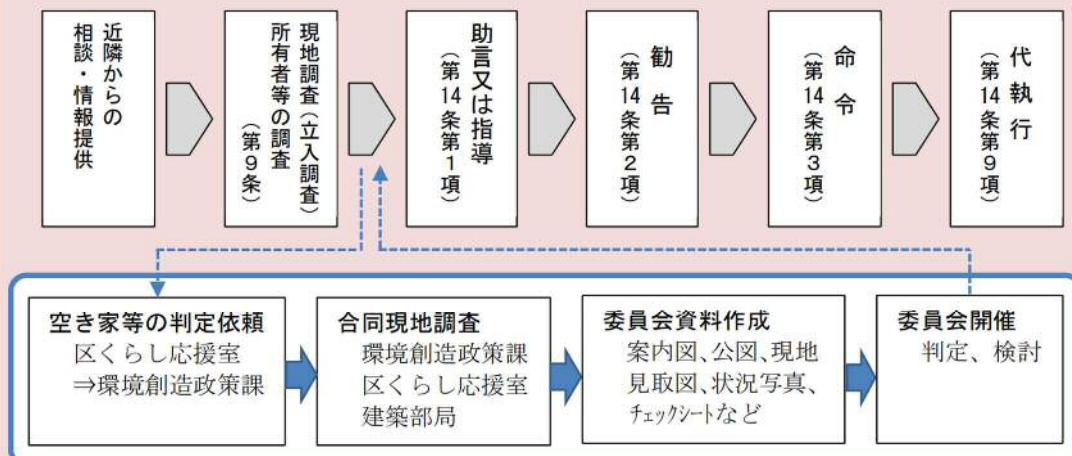 近隣からの
相談・情報提供
現地調査(立入調査)
所有者等の調査
(第9条)
助言又は指導
(第14条第1項)
勧告
(第14条第2項)
命令
(第14条第3項)
代執行
(第14条第9項)
空き家等の判定依頼
区くらし応援室
⇒環境創造政策課
合同現地調査
環境創造政策課
区くらし応援室
建築部局
委員会資料作成
案内図、公図、現地
見取図、状況写真、
ﾁｪｯｸｼｰﾄなど
委員会開催
判定、検討